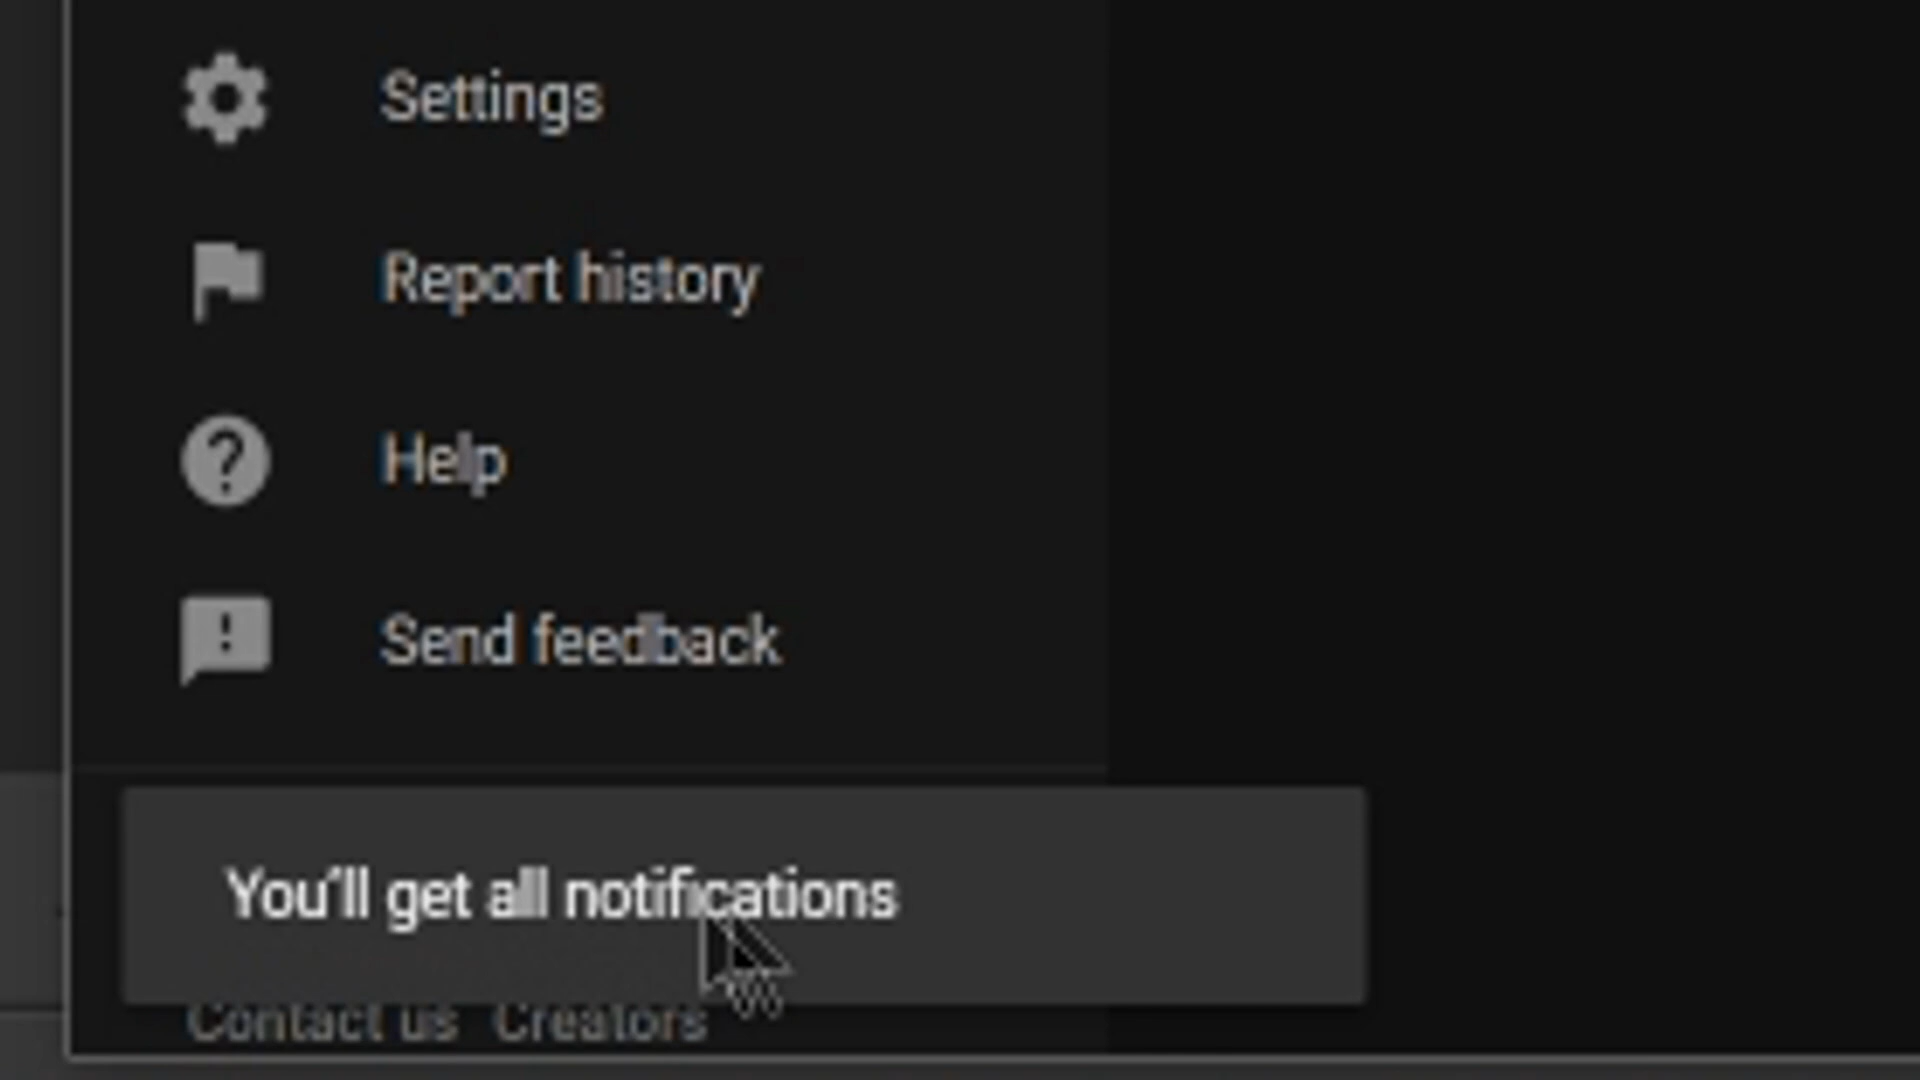 Settings
Report history
Help
Send feedback
You'll get all notifications
Contact us Creators